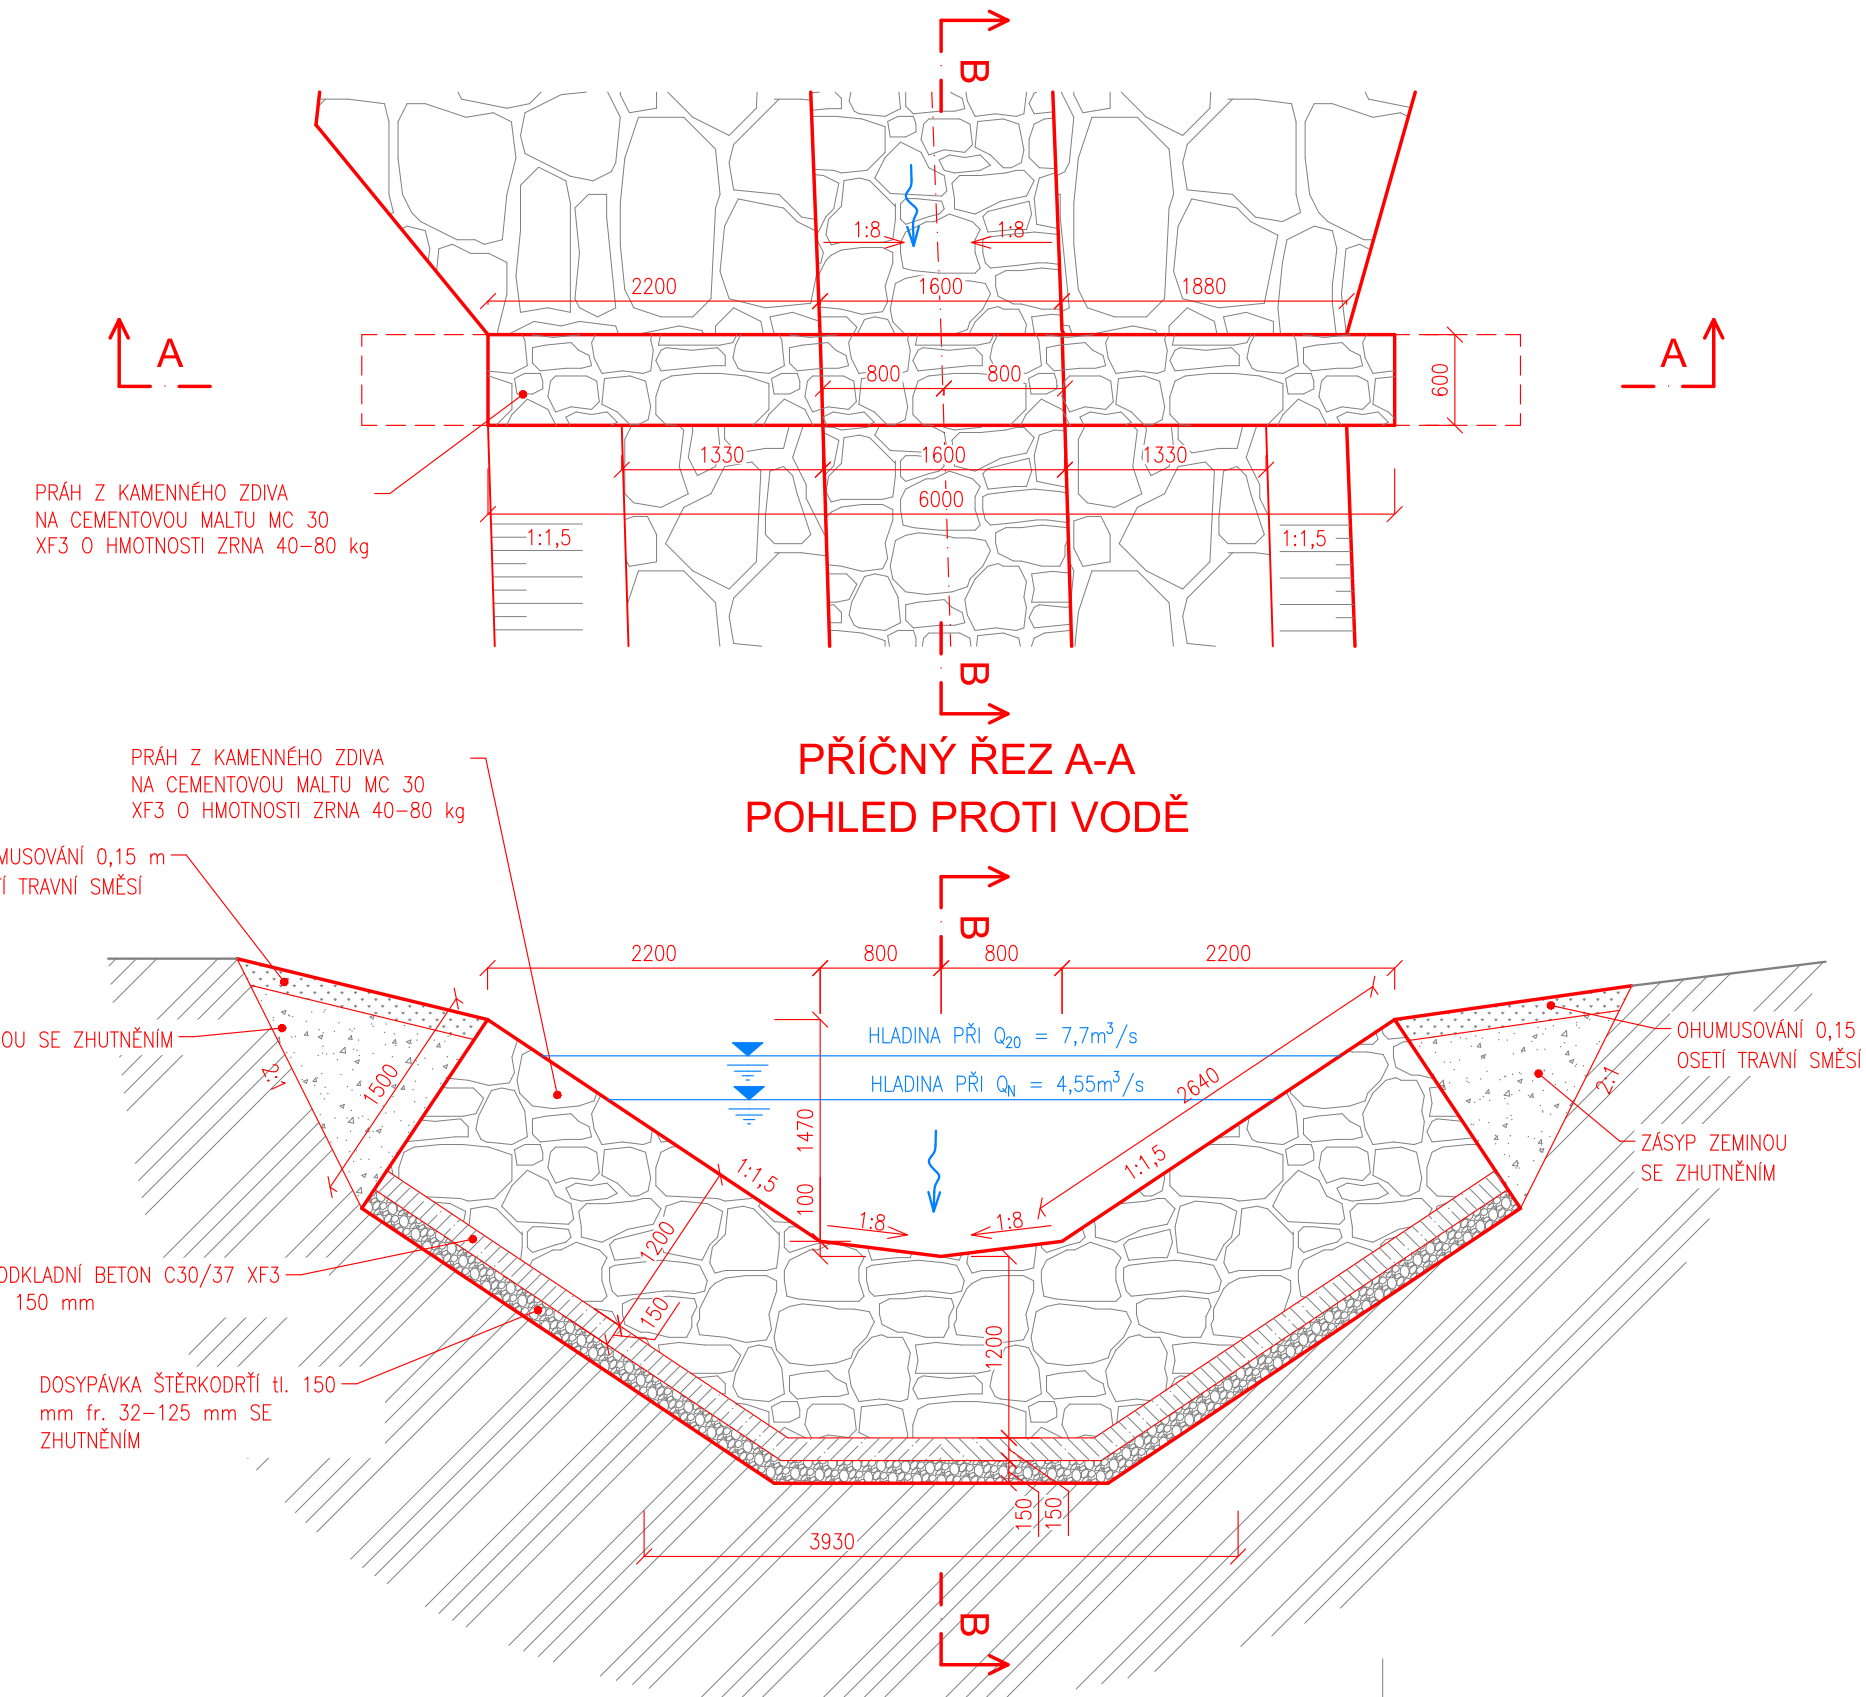 B
1:8
1:8
2200
1600
1880
A
A
800
800
600
1330
1600
1330
6000
PRÁH Z KAMENNÉHO ZDIVA
NA CEMENTOVOU MALTU MC 30
XF3 O HMOTNOSTI ZRNA 40-80 kg
1:1,5
1:1,5
B
PŘÍČNÝ ŘEZ A-A
POHLED PROTI VODĚ
PRÁH Z KAMENNÉHO ZDIVA
NA CEMENTOVOU MALTU MC 30
XF3 O HMOTNOSTI ZRNA 40-80 kg
MUSOVÁNÍ 0,15 m
TÍ TRAVNÍ SMĚSÍ
B
2200
800
800
2200
OU SE ZHUTNĚNÍM
HLADINA PŘI Q20 = 7,7m³/s
HLADINA PŘI QN = 4,55m³/s
OHUMUSOVÁNÍ 0,15
OSETÍ TRAVNÍ SMĚSÍ
2:1
1500
2640
2:1
1470
100
1:1,5
1:1,5
ZÁSYP ZEMINOU
SE ZHUTNĚNÍM
1:8
1:8
1200
150
ODKLADNÍ BETON C30/37 XF3
150 mm
1200
DOSYPÁVKA ŠTĚRKODRŤÍ tl. 150
mm fr. 32-125 mm SE
ZHUTNĚNÍM
150
150
3930
B